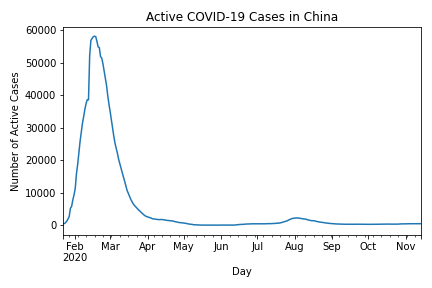 Active COVID-19 Cases in China
60000
50000
40000
30000
20000
10000
0
Number of Active Cases
Feb Mar Apr May Jun Jul Aug Sep Oct Nov
2020
Day